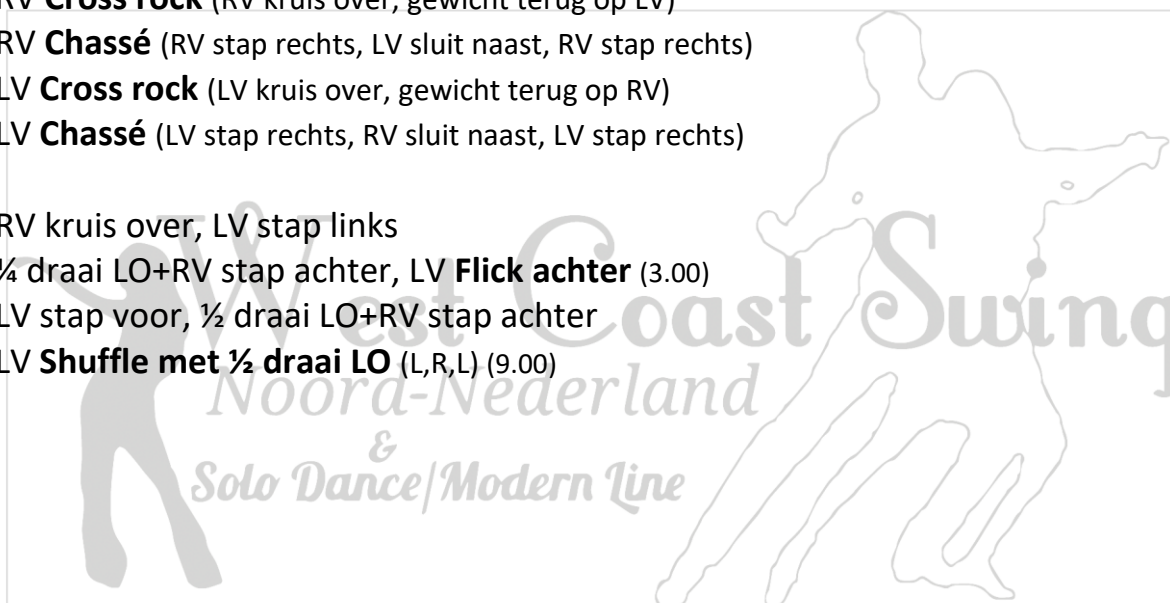 RV Cross rock (RV kruis over, gewicht terug op LV)
RV Chassé (RV stap rechts, LV sluit naast, RV stap rechts)
LV Cross rock (LV kruis over, gewicht terug op RV)
LV Chassé (LV stap rechts, RV sluit naast, LV stap rechts)
RV kruis over, LV stap links
¼ draai LO+RV stap achter, LV Flick achter (3.00)
LV stap voor, ½ draai LO+RV stap achter
LV Shuffle met ½ draai LO (L,R,L) (9.00)
West Coast Swing
Noord-Nederland
&
Solo Dance/Modern Line